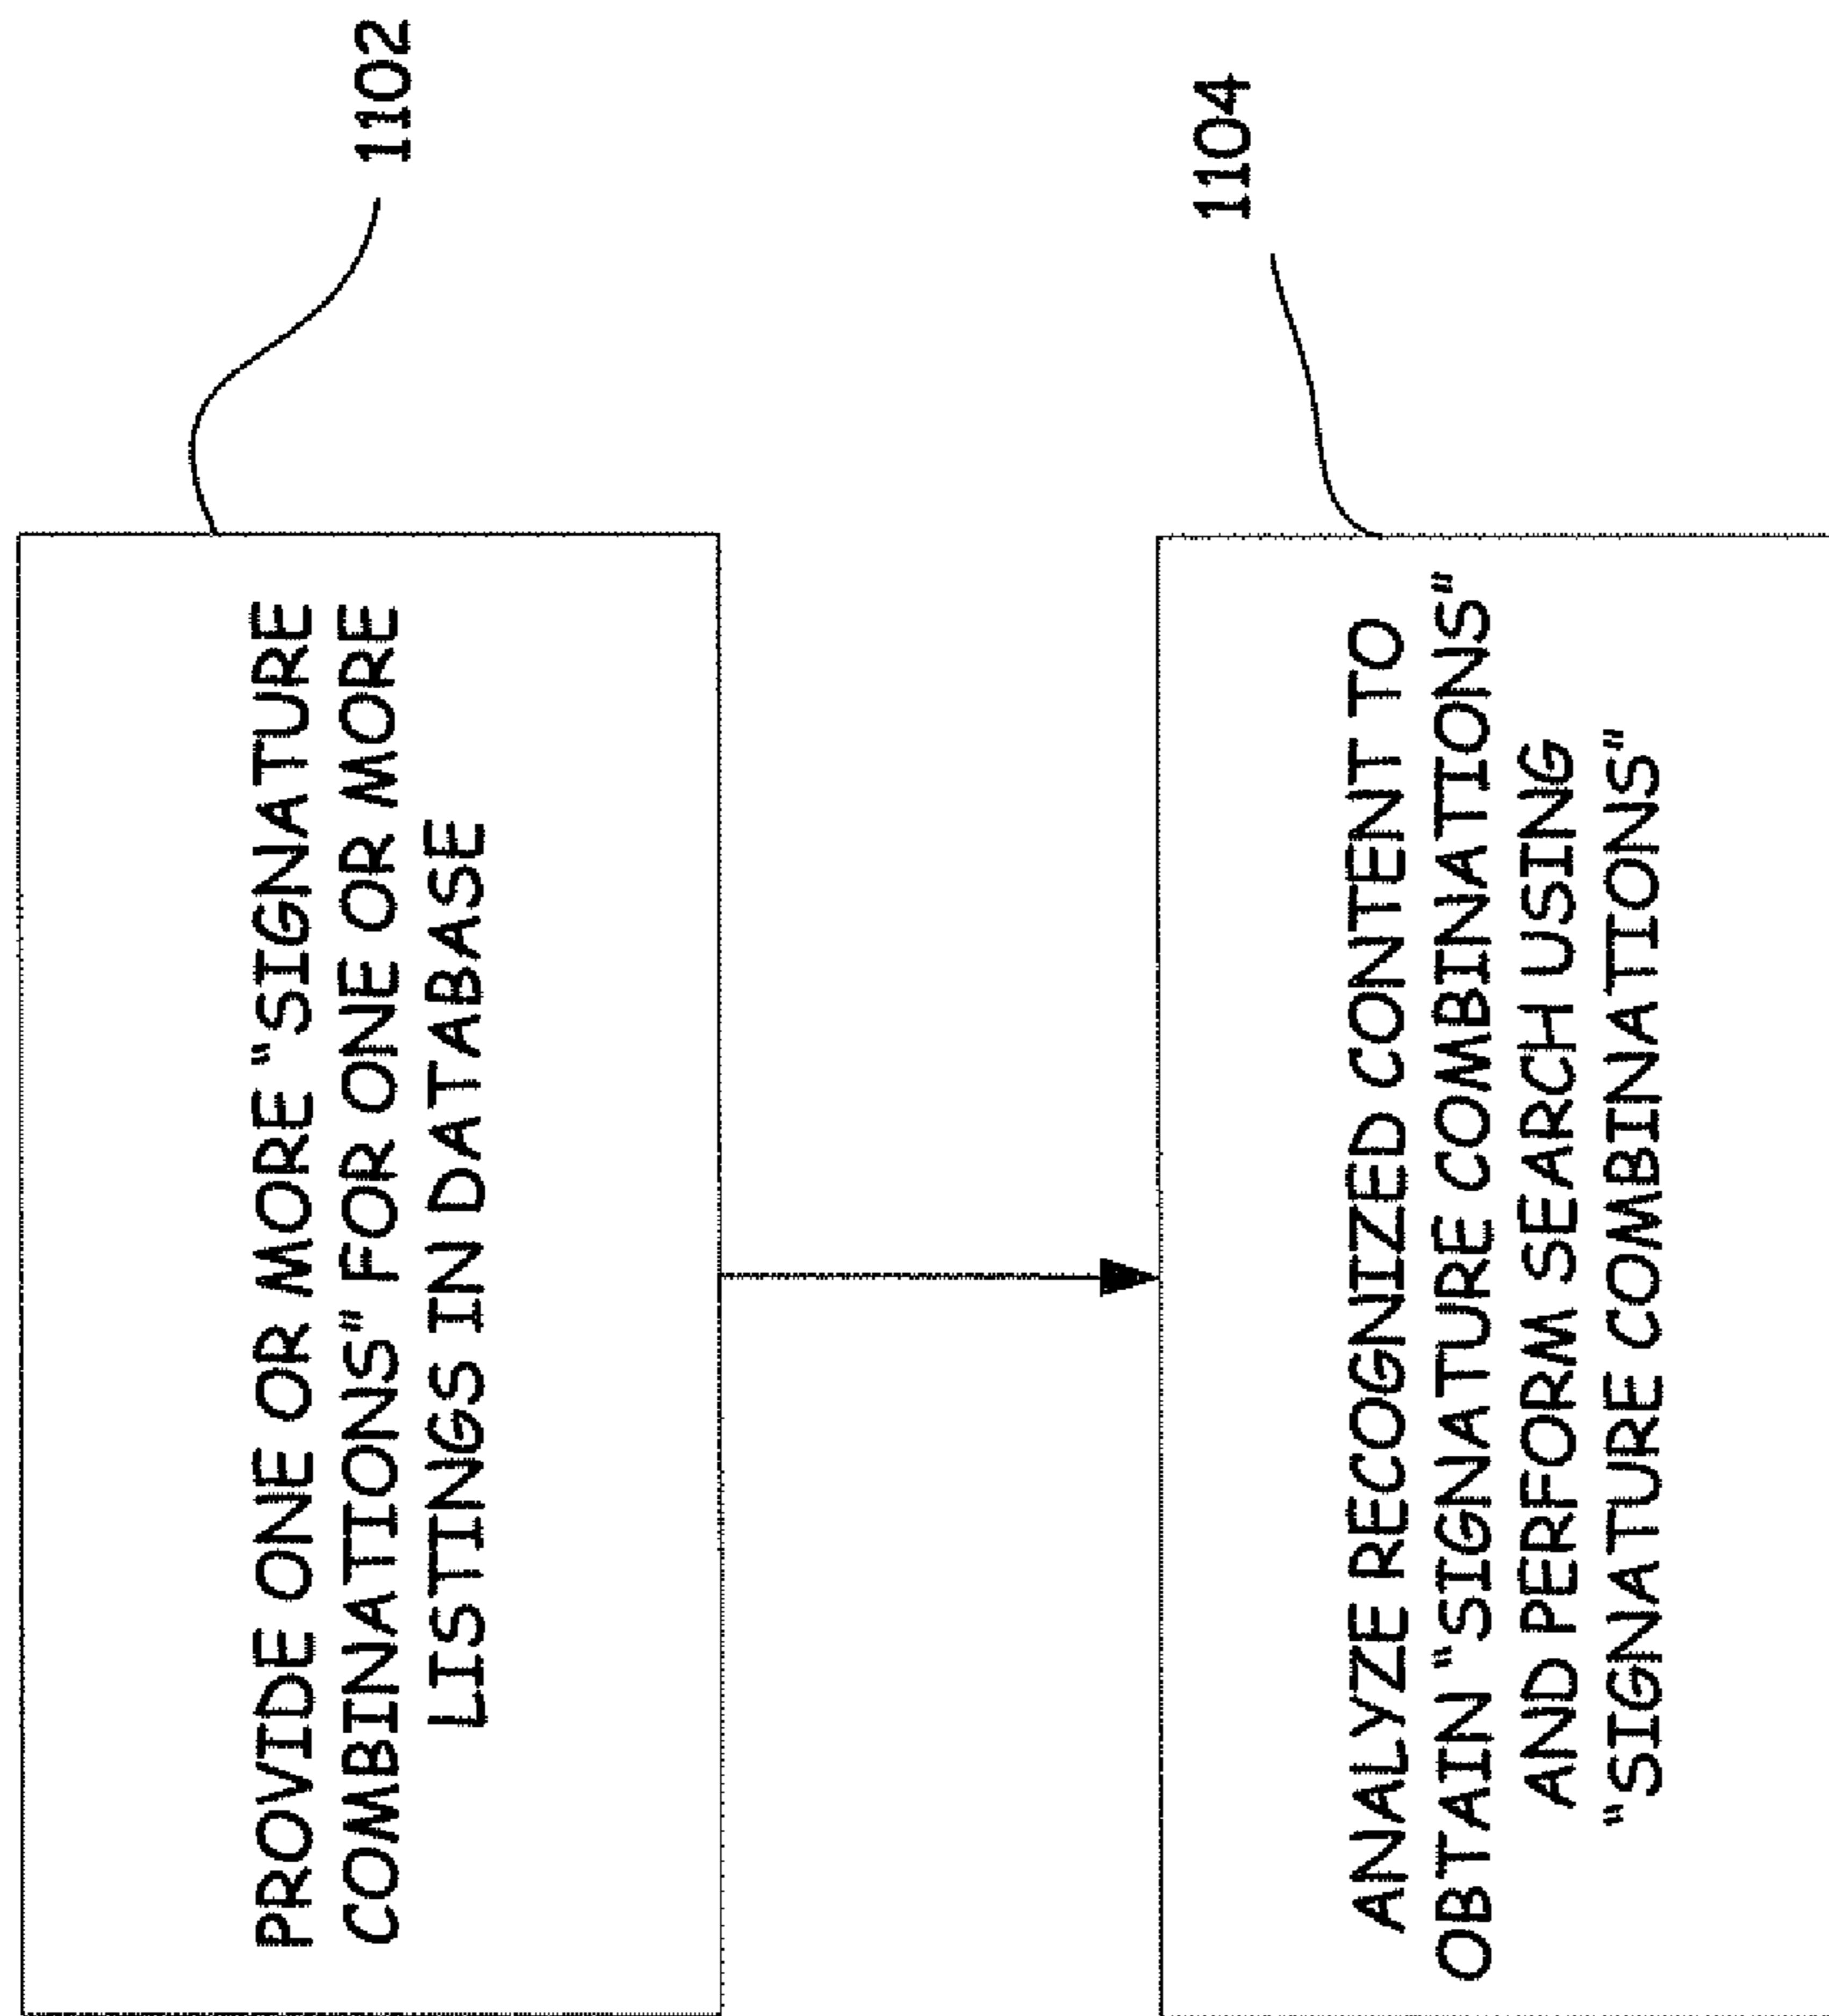 1102
PROVIDE ONE OR MORE "SIGNATURE
COMBINATIONS" FOR ONE OR MORE
LISTINGS IN DATABASE
1104
ANALYZE RECOGNIZED CONTENT TO
OBTAIN "SIGNATURE COMBINATIONS"
AND PERFORM SEARCH USING
"SIGNATURE COMBINATIONS"